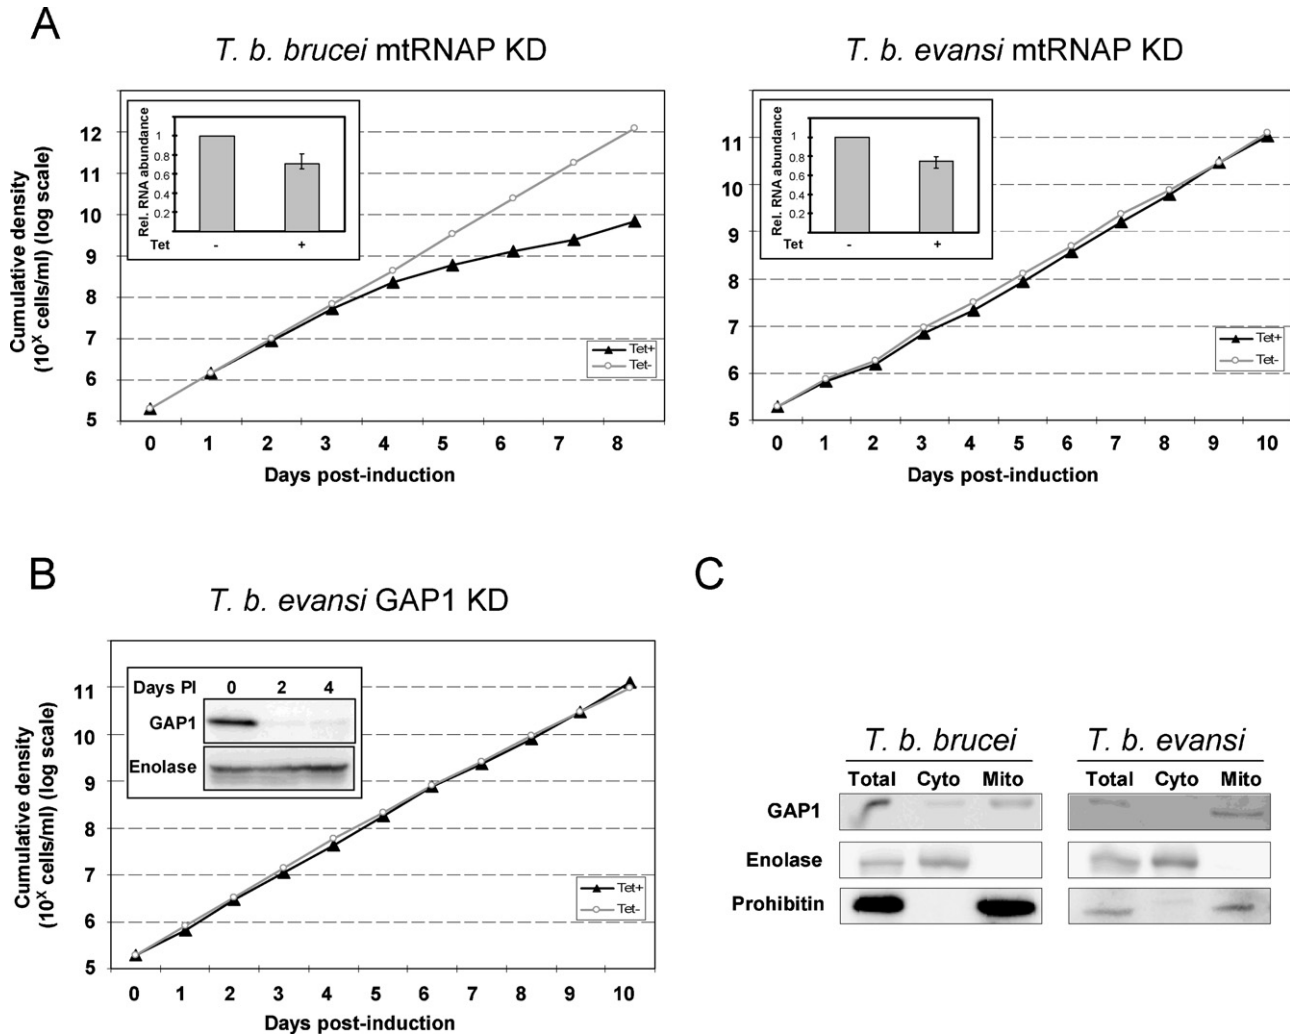 A
T. b. brucei mtRNAP KD
Cumulative density
(10^X cells/ml) (log scale)
12
11
10
9
8
7
6
5
Rel. RNA abundance
1
0.8
0.6
0.4
0.2
Tet - +
Tet+
Tet-
0 1 2 3 4 5 6 7 8
Days post-induction
T. b. evansi mtRNAP KD
11
10
9
8
7
6
5
Rel. RNA abundance
1
0.8
0.6
0.4
0.2
Tet - +
Tet+
Tet-
0 1 2 3 4 5 6 7 8 9 10
Days post-induction
B
T. b. evansi GAP1 KD
Cumulative density
(10^X cells/ml) (log scale)
11
10
9
8
7
6
5
Days PI 0 2 4
GAP1
Enolase
Tet+
Tet-
0 1 2 3 4 5 6 7 8 9 10
Days post-induction
C
T. b. brucei T. b. evansi
Total Cyto Mito Total Cyto Mito
GAP1
Enolase
Prohibitin